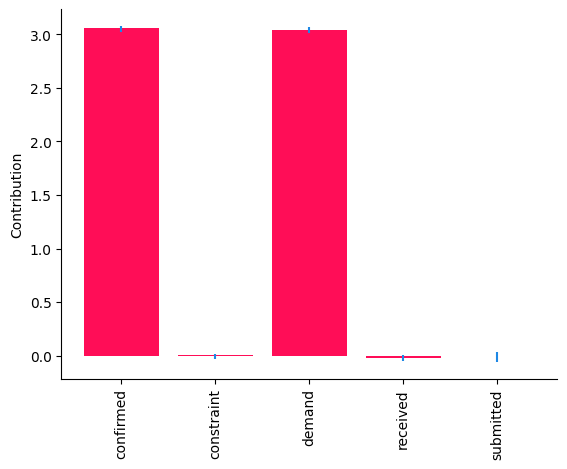 3.0
2.5
2.0
1.5
1.0
0.5
0.0
Contribution
confirmed
constraint
demand
received
submitted